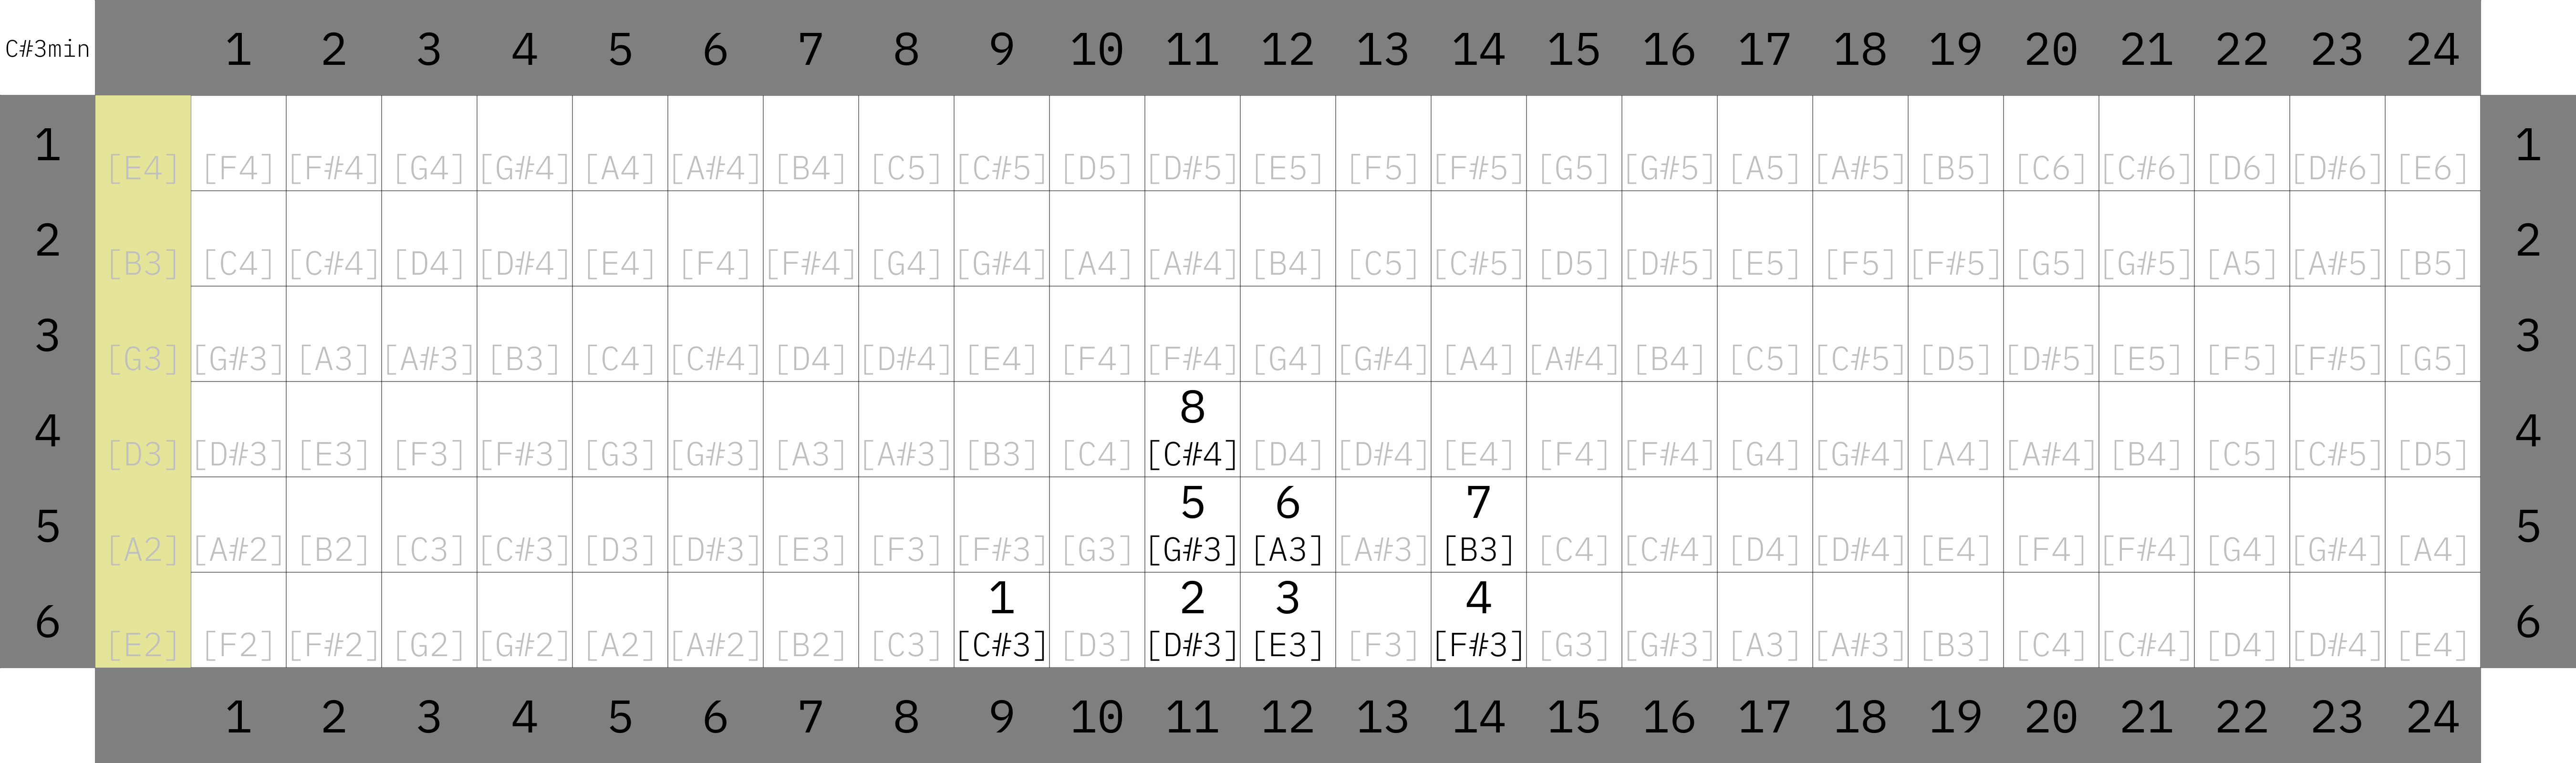 C#3min 1 2 3 4 5 6 7 8 9 10 11 12 13 14 15 16 17 18 19 20 21 22 23 24
1 [E4] [F4] [F#4] [G4] [G#4] [A4] [A#4] [B4] [C5] [C#5] [D5] [D#5] [E5] [F5] [F#5] [G5] [G#5] [A5] [A#5] [B5] [C6] [C#6] [D6] [D#6] [E6] 1
2 [B3] [C4] [C#4] [D4] [D#4] [E4] [F4] [F#4] [G4] [G#4] [A4] [A#4] [B4] [C5] [C#5] [D5] [D#5] [E5] [F5] [F#5] [G5] [G#5] [A5] [A#5] [B5] 2
3 [G3] [G#3] [A3] [A#3] [B3] [C4] [C#4] [D4] [D#4] [E4] [F4] [F#4] [G4] [G#4] [A4] [A#4] [B4] [C5] [C#5] [D5] [D#5] [E5] [F5] [F#5] [G5] 3
8
4 [D3] [D#3] [E3] [F3] [F#3] [G3] [G#3] [A3] [A#3] [B3] [C4] [C#4] [D4] [D#4] [E4] [F4] [F#4] [G4] [G#4] [A4] [A#4] [B4] [C5] [C#5] [D5] 4
5 6 7
5 [A2] [A#2] [B2] [C3] [C#3] [D3] [D#3] [E3] [F3] [F#3] [G3] [G#3] [A3] [A#3] [B3] [C4] [C#4] [D4] [D#4] [E4] [F4] [F#4] [G4] [G#4] [A4] 5
1 2 3 4
6 [E2] [F2] [F#2] [G2] [G#2] [A2] [A#2] [B2] [C3] [C#3] [D3] [D#3] [E3] [F3] [F#3] [G3] [G#3] [A3] [A#3] [B3] [C4] [C#4] [D4] [D#4] [E4] 6
1 2 3 4 5 6 7 8 9 10 11 12 13 14 15 16 17 18 19 20 21 22 23 24